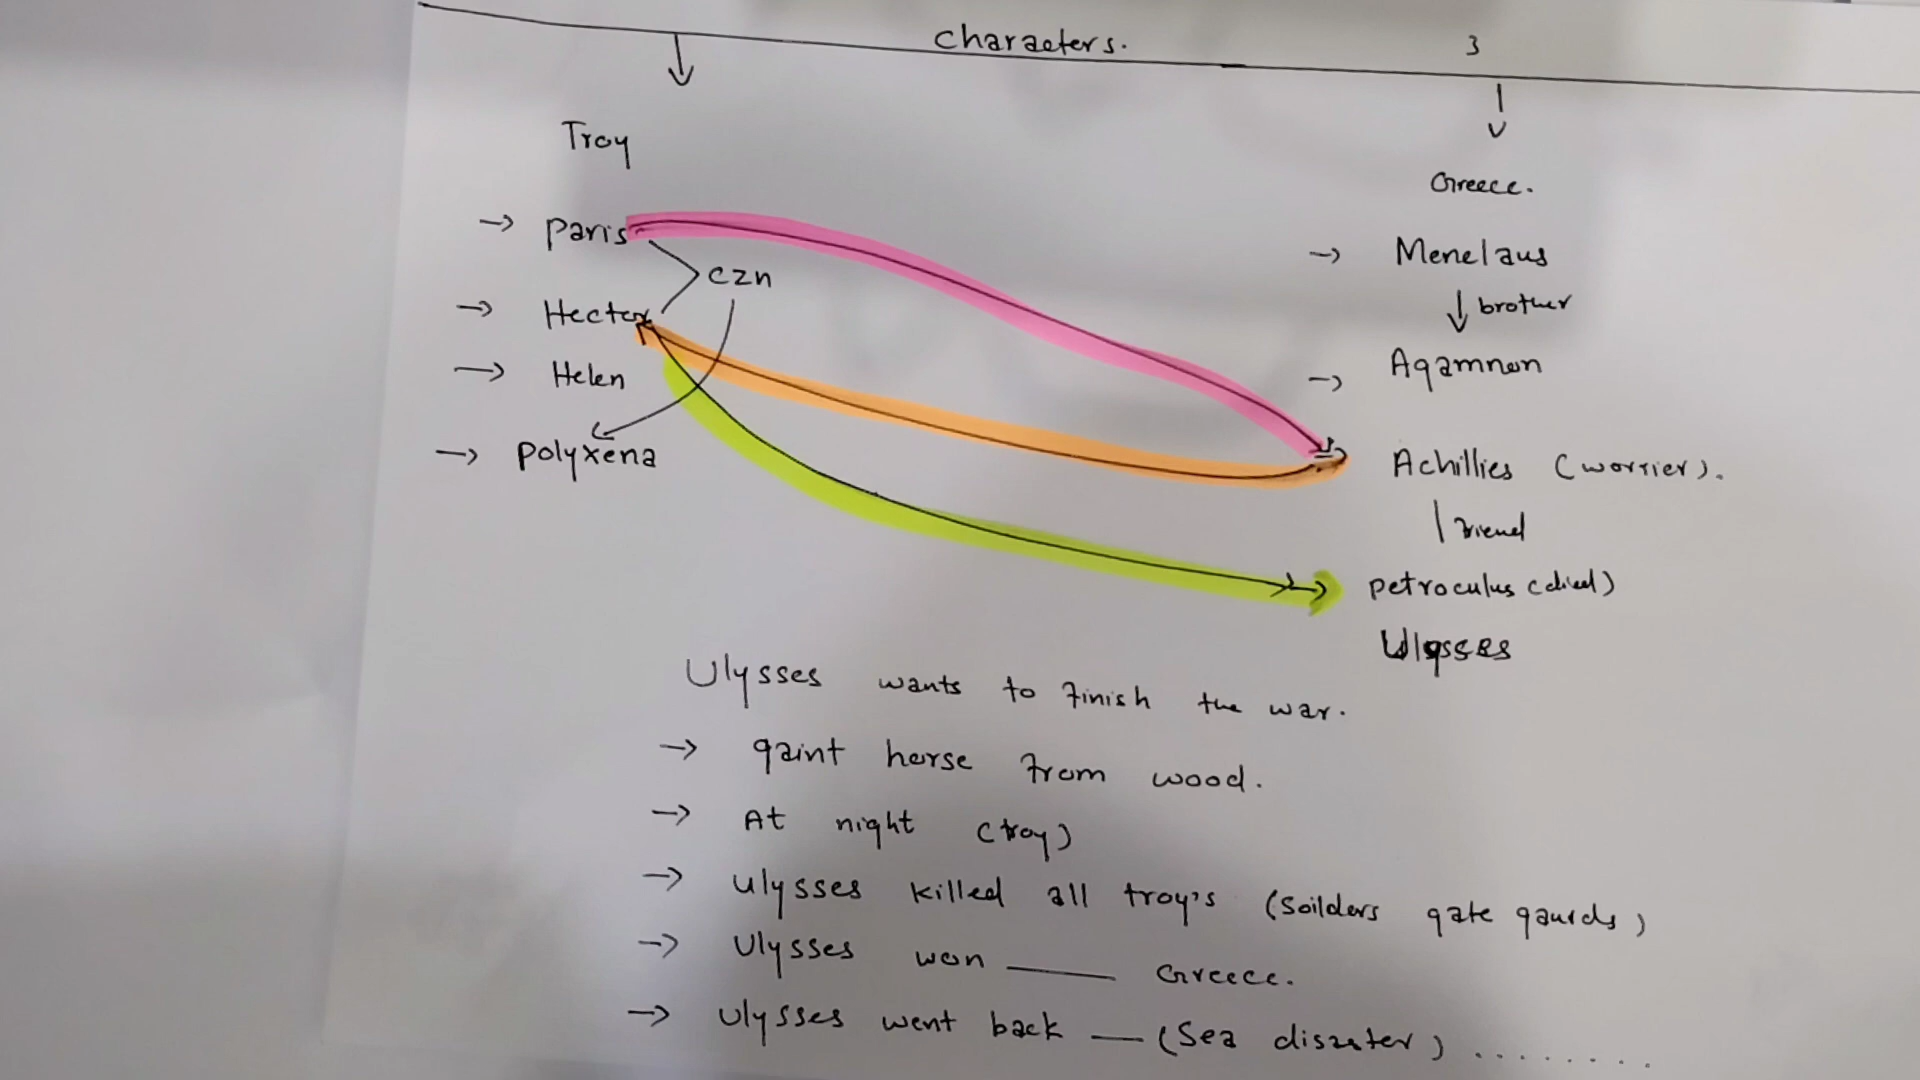 Characters. 3
Troy
Greece.
→ Paris
→ Menelaus
czn
↓ brother
→ Hector
→ Helen
→ Agamnon
→ Polyxena
Achillies (worrier).
| friend
petroculus (died)
Ulysses
Ulysses wants to finish the war.
→ gaint horse from wood.
→ At night (troy)
→ Ulysses killed all troy's (Soilders gate gaurds)
→ Ulysses won —— Greece.
→ Ulysses went back — (Sea disaster) ........